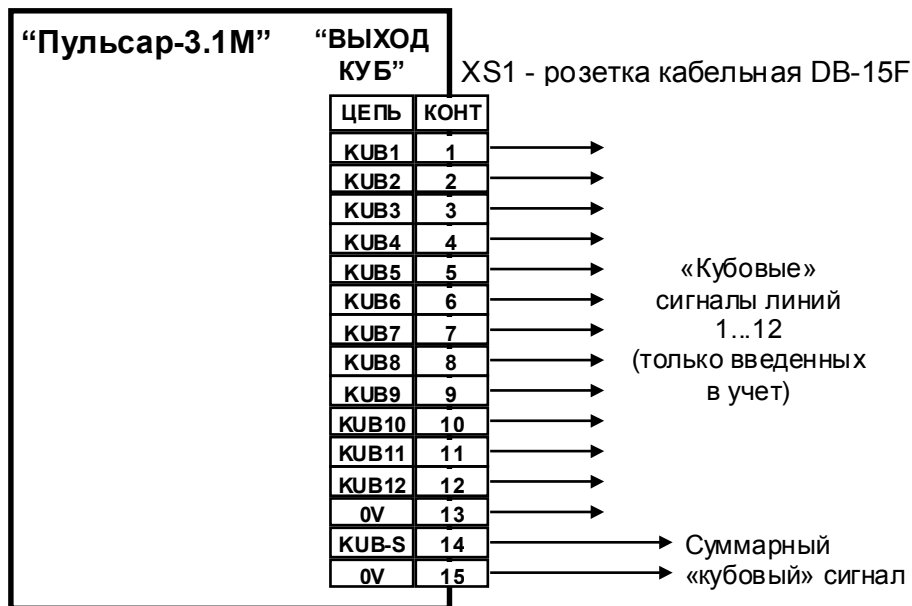 “Пульсар-3.1М” “ВЫХОД
КУБ”
XS1 - розетка кабельная DB-15F
ЦЕПЬ КОНТ
KUB1 1
KUB2 2
KUB3 3
KUB4 4
KUB5 5
KUB6 6
KUB7 7
KUB8 8
KUB9 9
KUB10 10
KUB11 11
KUB12 12
0V 13
KUB-S 14
0V 15
«Кубовые»
сигналы линий
1...12
(только введенных
в учет)
Суммарный
«кубовый» сигнал